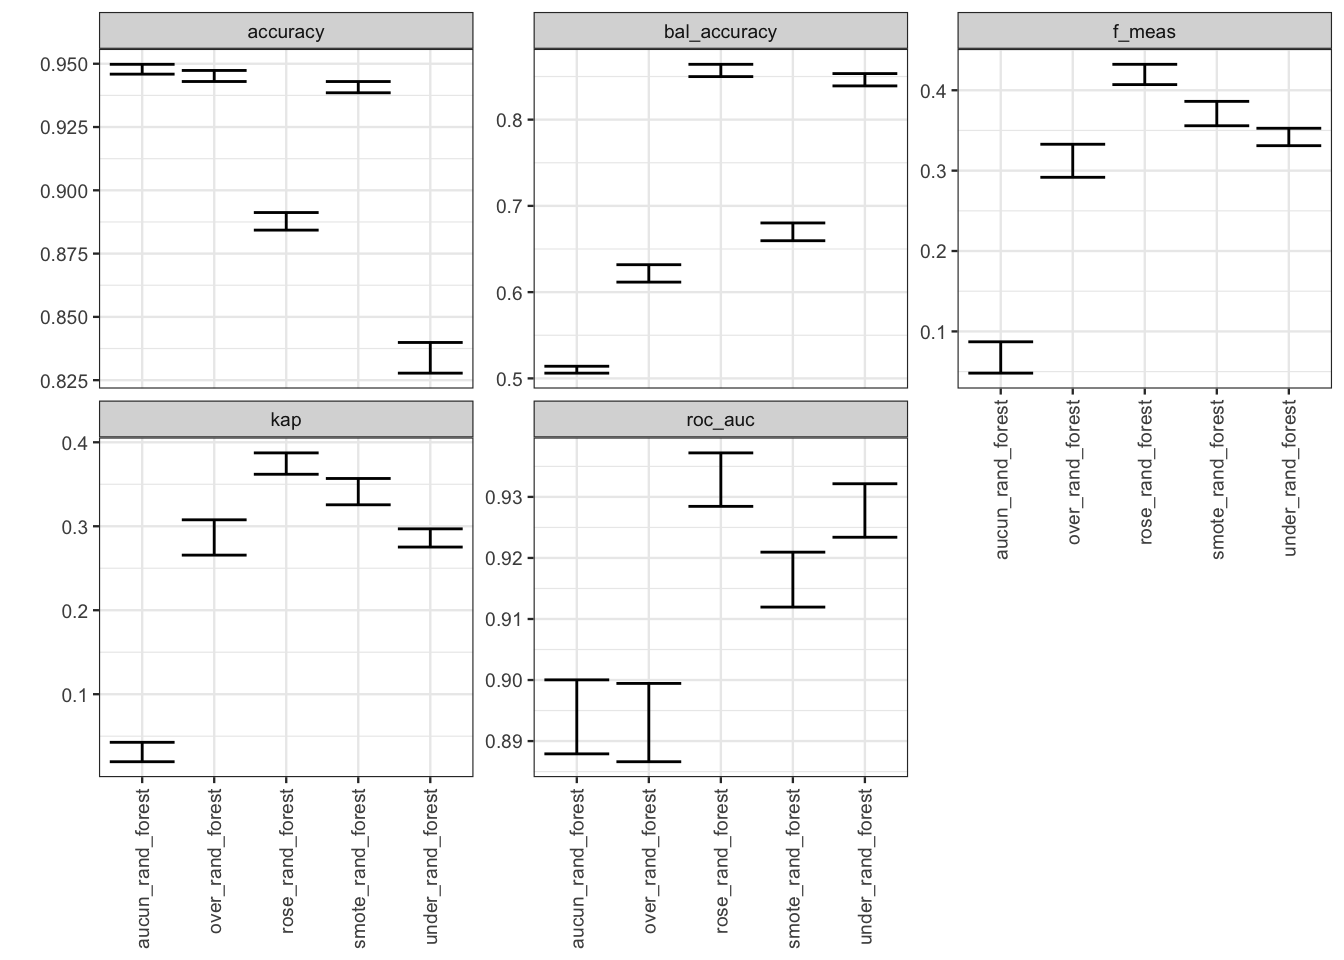 accuracy
bal_accuracy
f_meas
0.950
0.925
0.900
0.875
0.850
0.825
0.8
0.7
0.6
0.5
0.4
0.3
0.2
0.1
aucun_rand_forest
over_rand_forest
rose_rand_forest
smote_rand_forest
under_rand_forest
kap
roc_auc
0.4
0.3
0.2
0.1
0.93
0.92
0.91
0.90
0.89
aucun_rand_forest
over_rand_forest
rose_rand_forest
smote_rand_forest
under_rand_forest
aucun_rand_forest
over_rand_forest
rose_rand_forest
smote_rand_forest
under_rand_forest